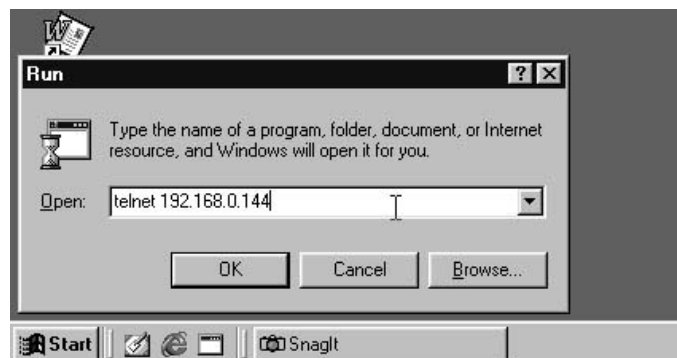 Run
Type the name of a program, folder, document, or Internet
resource, and Windows will open it for you.
Open:
telnet 192.168.0.144
OK
Cancel
Browse...
Start
SnagIt